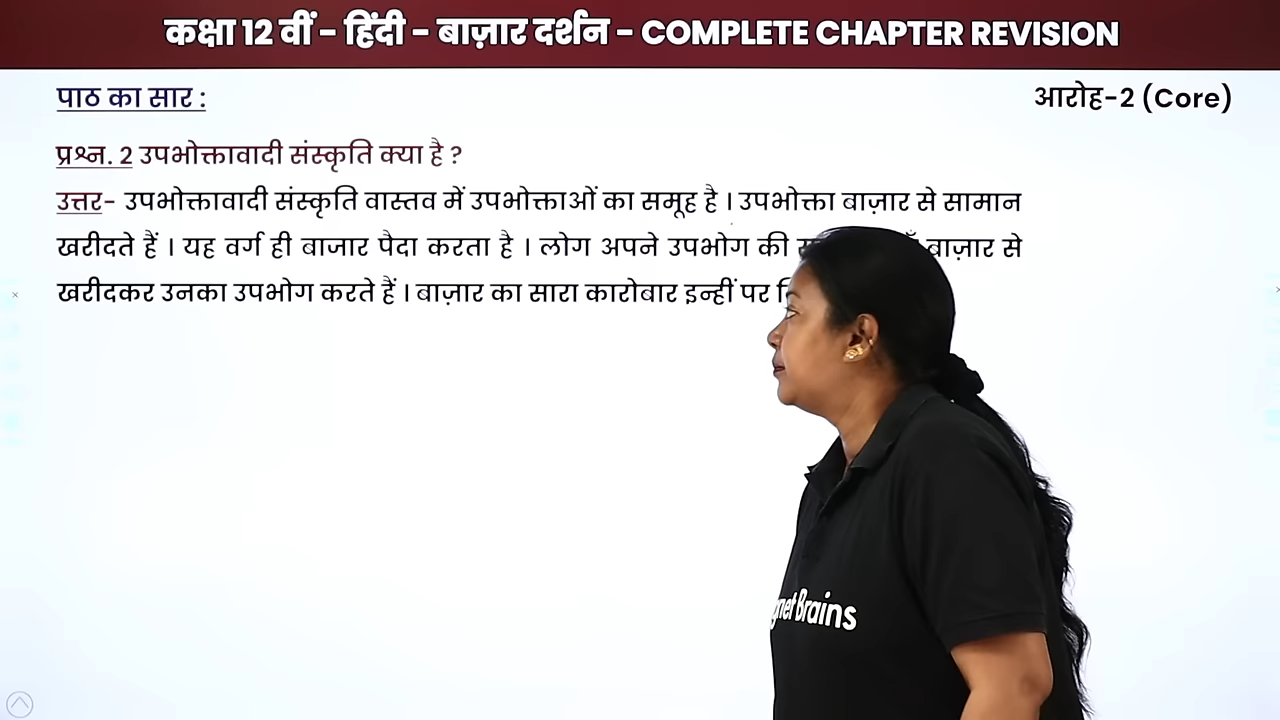 कक्षा 12 वीं - हिंदी - बाज़ार दर्शन - COMPLETE CHAPTER REVISION
पाठ का सार :
आरोह-2 (Core)
प्रश्न. 2 उपभोक्तावादी संस्कृति क्या है ?
उत्तर- उपभोक्तावादी संस्कृति वास्तव में उपभोक्ताओं का समूह है । उपभोक्ता बाज़ार से सामान
खरीदते हैं । यह वर्ग ही बाजार पैदा करता है । लोग अपने उपभोग की बाज़ार से
खरीदकर उनका उपभोग करते हैं । बाज़ार का सारा कारोबार इन्हीं पर
Brains